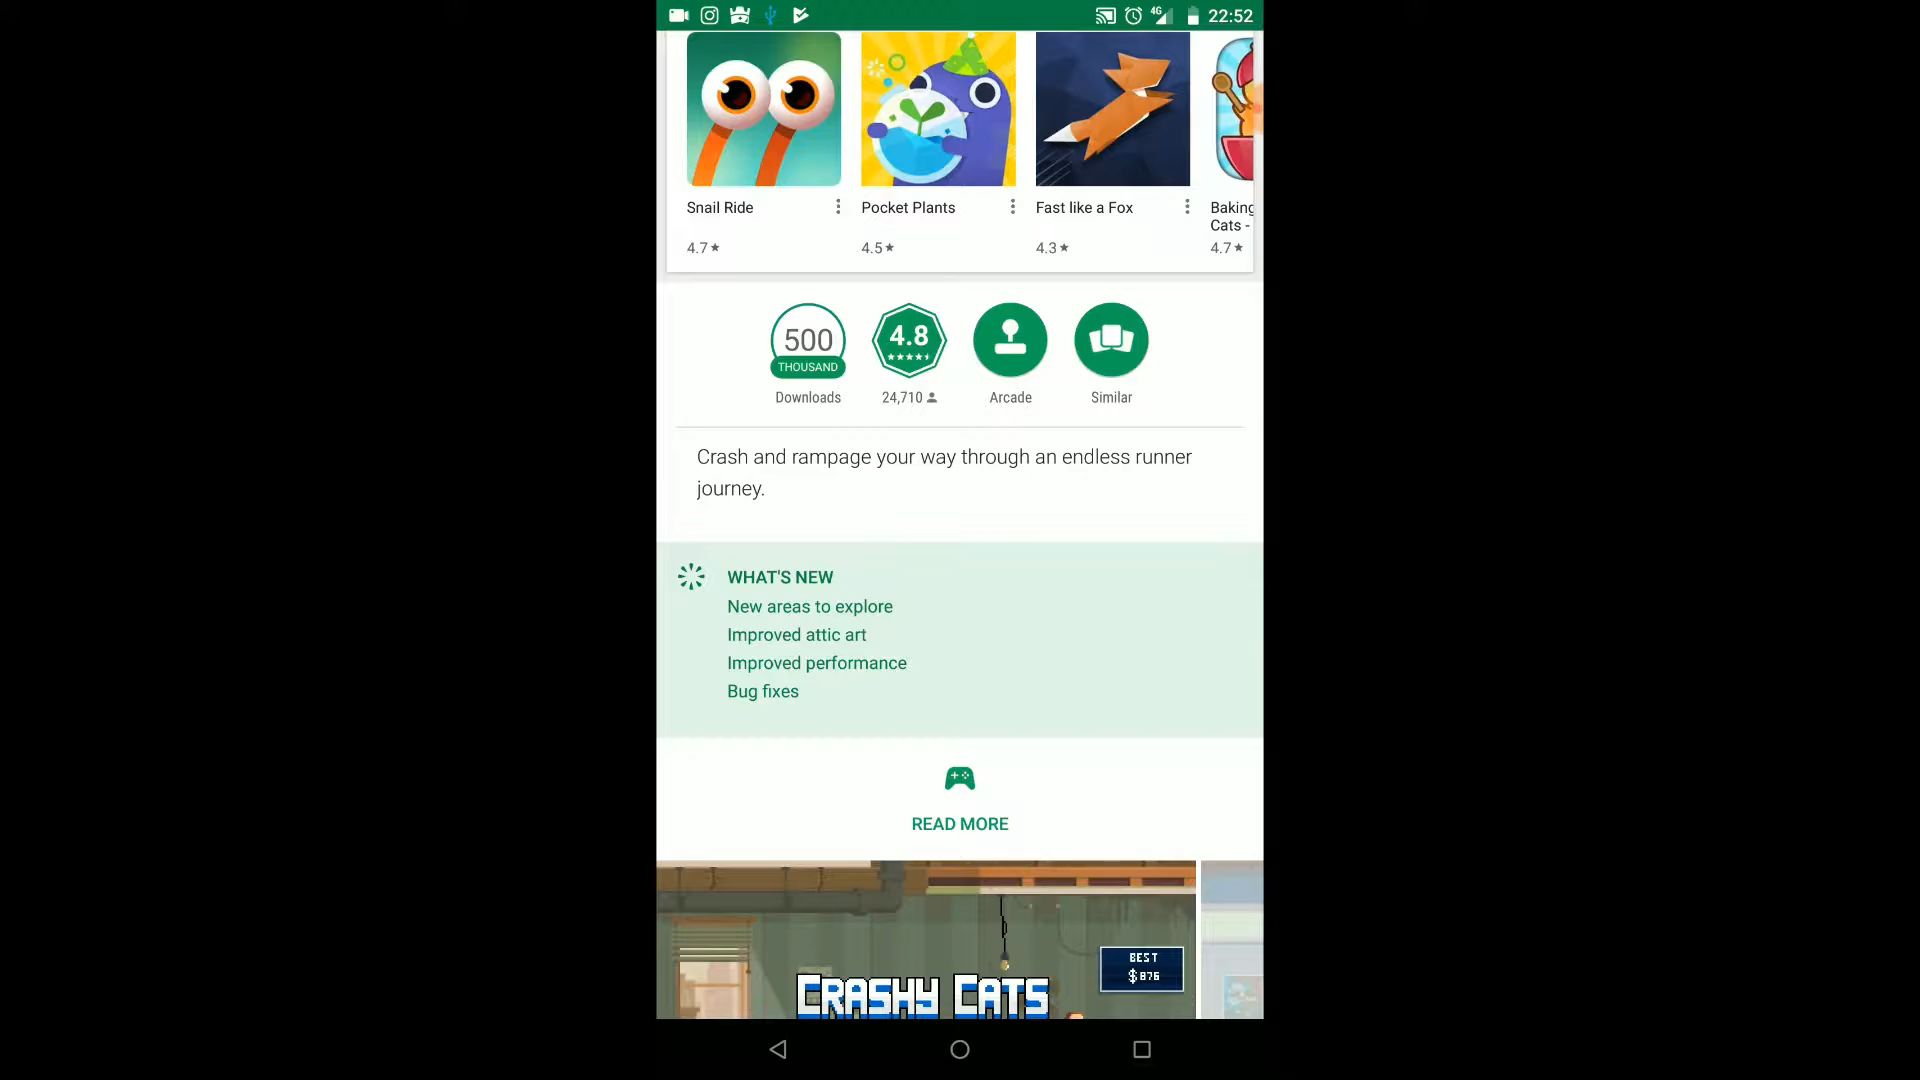 4G 22:52
Snail Ride
Pocket Plants
Fast like a Fox
Baking
Cats -
4.7
4.5
4.3
4.7
500
THOUSAND
4.8
Downloads
24,710
Arcade
Similar
Crash and rampage your way through an endless runner
journey.
WHAT'S NEW
New areas to explore
Improved attic art
Improved performance
Bug fixes
READ MORE
BEST
$876
CRASHY CATS